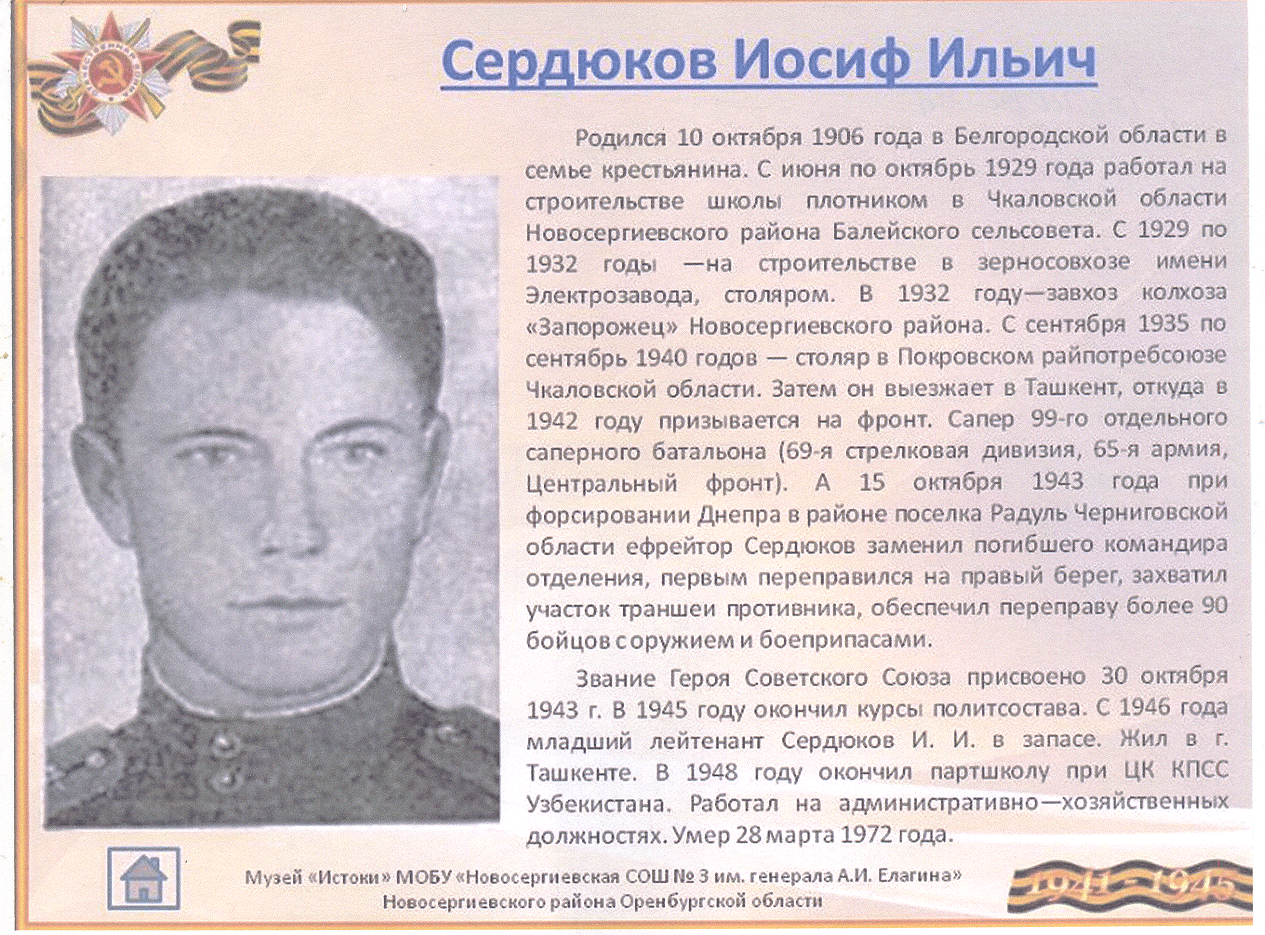 Сердюков Иосиф Ильич
Родился 10 октября 1906 года в Белгородской области в
семье крестьянина. С июня по октябрь 1929 года работал на
строительстве школы плотником в Чкаловской области
Новосергиевского района Балейского сельсовета. С 1929 по
1932 годы —на строительстве в зерносовхозе имени
Электрозавода, столяром. В 1932 году—завхоз колхоза
«Запорожец» Новосергиевского района. С сентября 1935 по
сентябрь 1940 годов — столяр в Покровском райпотребсоюзе
Чкаловской области. Затем он выезжает в Ташкент, откуда в
1942 году призывается на фронт. Сапер 99-го отдельного
саперного батальона (69-я стрелковая дивизия, 65-я армия,
Центральный фронт). А 15 октября 1943 года при
форсировании Днепра в районе поселка Радуль Черниговской
области ефрейтор Сердюков заменил погибшего командира
отделения, первым переправился на правый берег, захватил
участок траншеи противника, обеспечил переправу более 90
бойцов с оружием и боеприпасами.
Звание Героя Советского Союза присвоено 30 октября
1943 г. В 1945 году окончил курсы политсостава. С 1946 года
младший лейтенант Сердюков И. И. в запасе. Жил в г.
Ташкенте. В 1948 году окончил партшколу при ЦК КПСС
Узбекистана. Работал на административно—хозяйственных
должностях. Умер 28 марта 1972 года.
Музей «Истоки» МОБУ «Новосергиевская СОШ № 3 им. генерала А.И. Елагина»
Новосергиевского района Оренбургской области
1941 - 1945